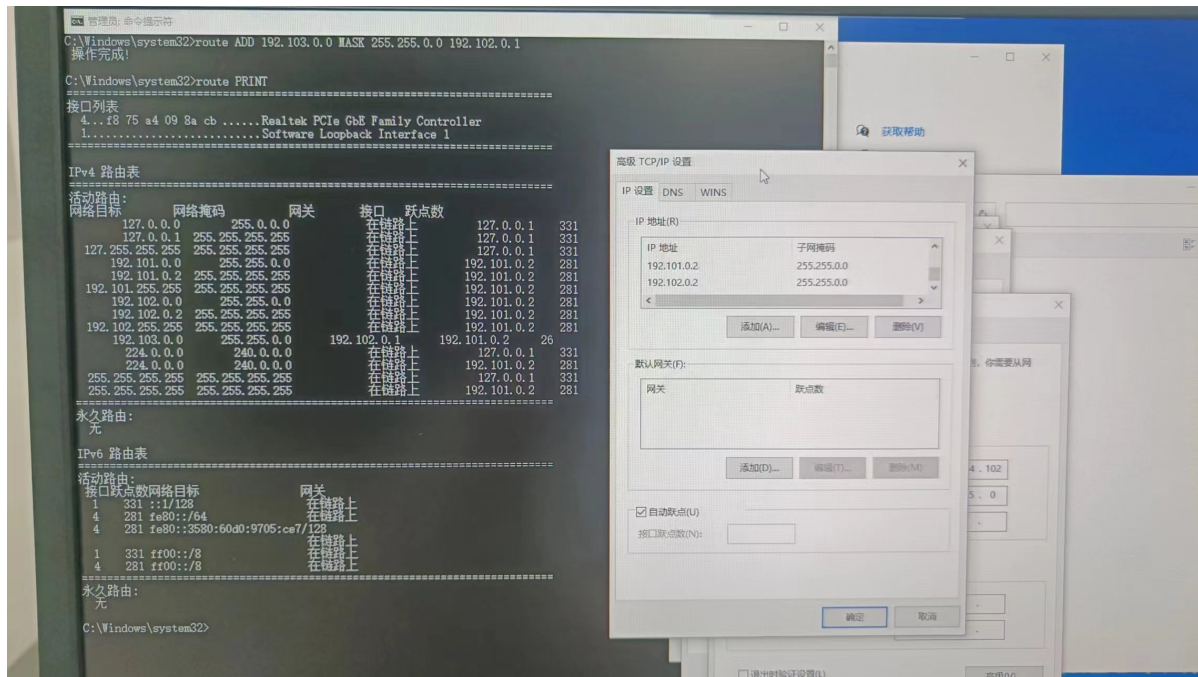 管理员: 命令提示符
C:\Windows\system32>route ADD 192.103.0.0 MASK 255.255.0.0 192.102.0.1
操作完成!
C:\Windows\system32>route PRINT
===========================================================================
接口列表
4...f8 75 a4 09 8a cb ......Realtek PCIe GbE Family Controller
1...........................Software Loopback Interface 1
===========================================================================
IPv4 路由表
===========================================================================
活动路由:
网络目标 网络掩码 网关 接口 跃点数
127.0.0.0 255.0.0.0 在链路上 127.0.0.1 331
127.0.0.1 255.255.255.255 在链路上 127.0.0.1 331
127.255.255.255 255.255.255.255 在链路上 127.0.0.1 331
192.101.0.0 255.255.0.0 在链路上 192.101.0.2 281
192.101.0.2 255.255.255.255 在链路上 192.101.0.2 281
192.101.255.255 255.255.255.255 在链路上 192.101.0.2 281
192.102.0.0 255.255.0.0 在链路上 192.101.0.2 281
192.102.0.2 255.255.255.255 在链路上 192.101.0.2 281
192.102.255.255 255.255.255.255 在链路上 192.101.0.2 281
192.103.0.0 255.255.0.0 192.102.0.1 192.101.0.2 26
224.0.0.0 240.0.0.0 在链路上 127.0.0.1 331
224.0.0.0 240.0.0.0 在链路上 192.101.0.2 281
255.255.255.255 255.255.255.255 在链路上 127.0.0.1 331
255.255.255.255 255.255.255.255 在链路上 192.101.0.2 281
===========================================================================
永久路由:
无
IPv6 路由表
===========================================================================
活动路由:
接口跃点数网络目标 网关
1 331 ::1/128 在链路上
4 281 fe80::/64 在链路上
4 281 fe80::3580:60d0:9705:ce7/128
在链路上
1 331 ff00::/8 在链路上
4 281 ff00::/8 在链路上
===========================================================================
永久路由:
无
C:\Windows\system32>
获取帮助
高级 TCP/IP 设置
IP 设置 DNS WINS
IP 地址(R)
IP 地址 子网掩码
192.101.0.2 255.255.0.0
192.102.0.2 255.255.0.0
添加(A)... 编辑(E)... 删除(V)
默认网关(F):
网关 跃点数
添加(D)... 编辑(T)... 删除(M)
自动跃点(U)
接口跃点数(N):
确定 取消
你需要从网
4 . 102
5 . 0
退出时验证设置(L)
高级(V)